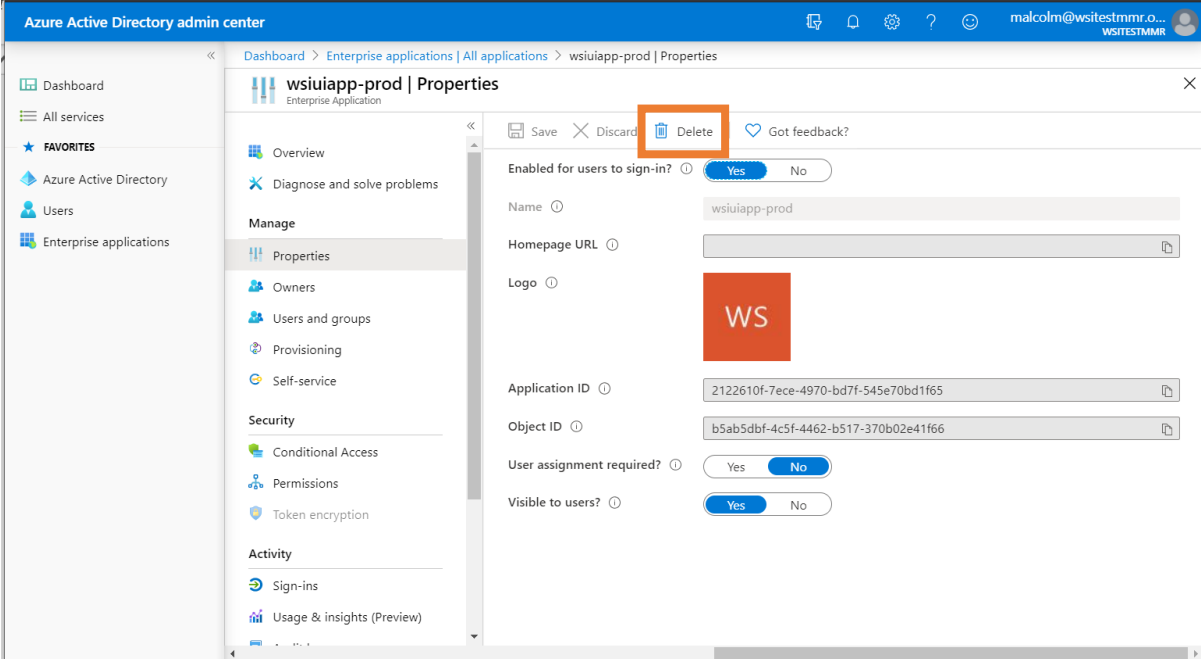 Azure Active Directory admin center
malcolm@wsitestmmr.o...
WSITESTMMR
Dashboard
All services
FAVORITES
Azure Active Directory
Users
Enterprise applications
Dashboard > Enterprise applications | All applications > wsiuiapp-prod | Properties
wsiuiapp-prod | Properties
Enterprise Application
Overview
Diagnose and solve problems
Manage
Properties
Owners
Users and groups
Provisioning
Self-service
Security
Conditional Access
Permissions
Token encryption
Activity
Sign-ins
Usage & insights (Preview)
Save Discard Delete Got feedback?
Enabled for users to sign-in? Yes No
Name wsiuiapp-prod
Homepage URL
Logo WS
Application ID 2122610f-7ece-4970-bd7f-545e70bd1f65
Object ID b5ab5dbf-4c5f-4462-b517-370b02e41f66
User assignment required? Yes No
Visible to users? Yes No